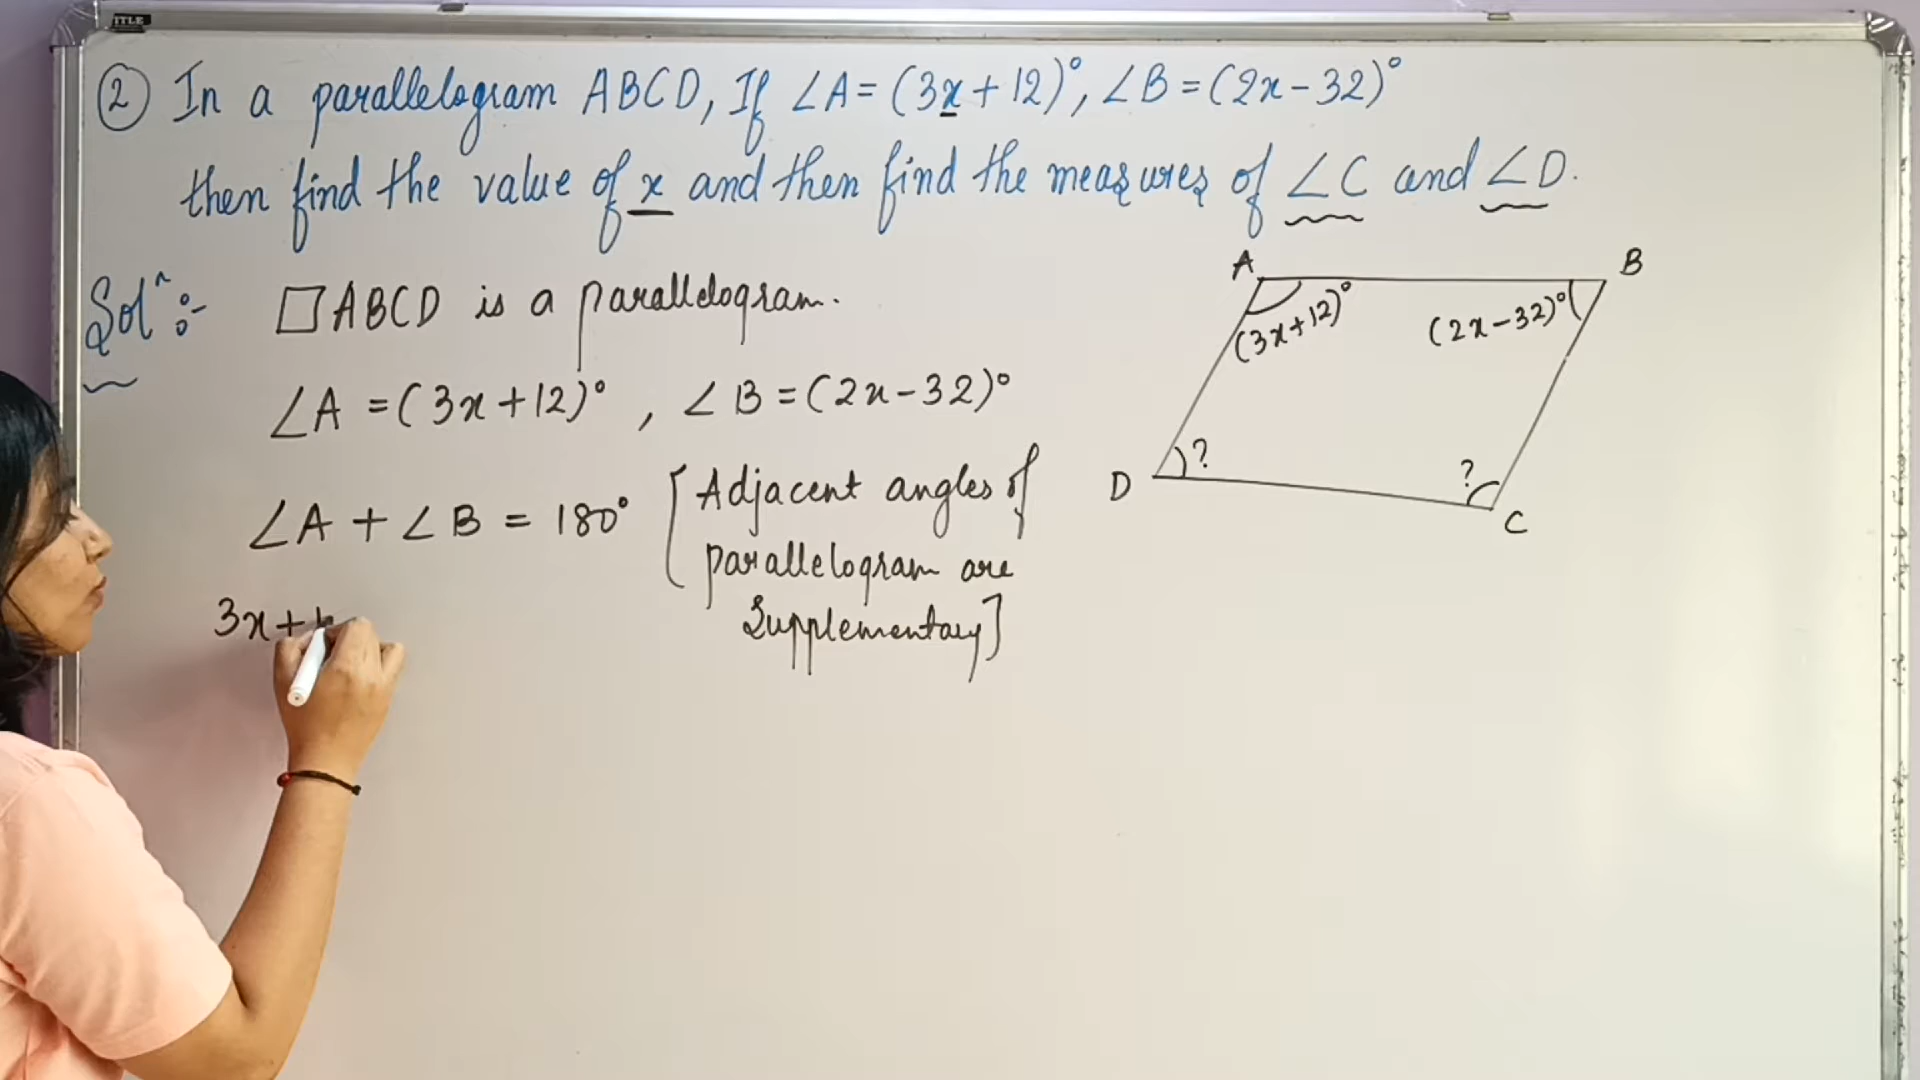 ② In a parallelogram ABCD, If ∠A = (3x + 12)°, ∠B = (2x - 32)°
then find the value of x and then find the measures of ∠C and ∠D.
Solⁿ :- □ABCD is a parallelogram.
∠A = (3x + 12)° , ∠B = (2x - 32)°
∠A + ∠B = 180° [Adjacent angles of
parallelogram are
Supplementary]
3x +
A
B
(3x + 12)°
(2x - 32)°
D
?
?
C